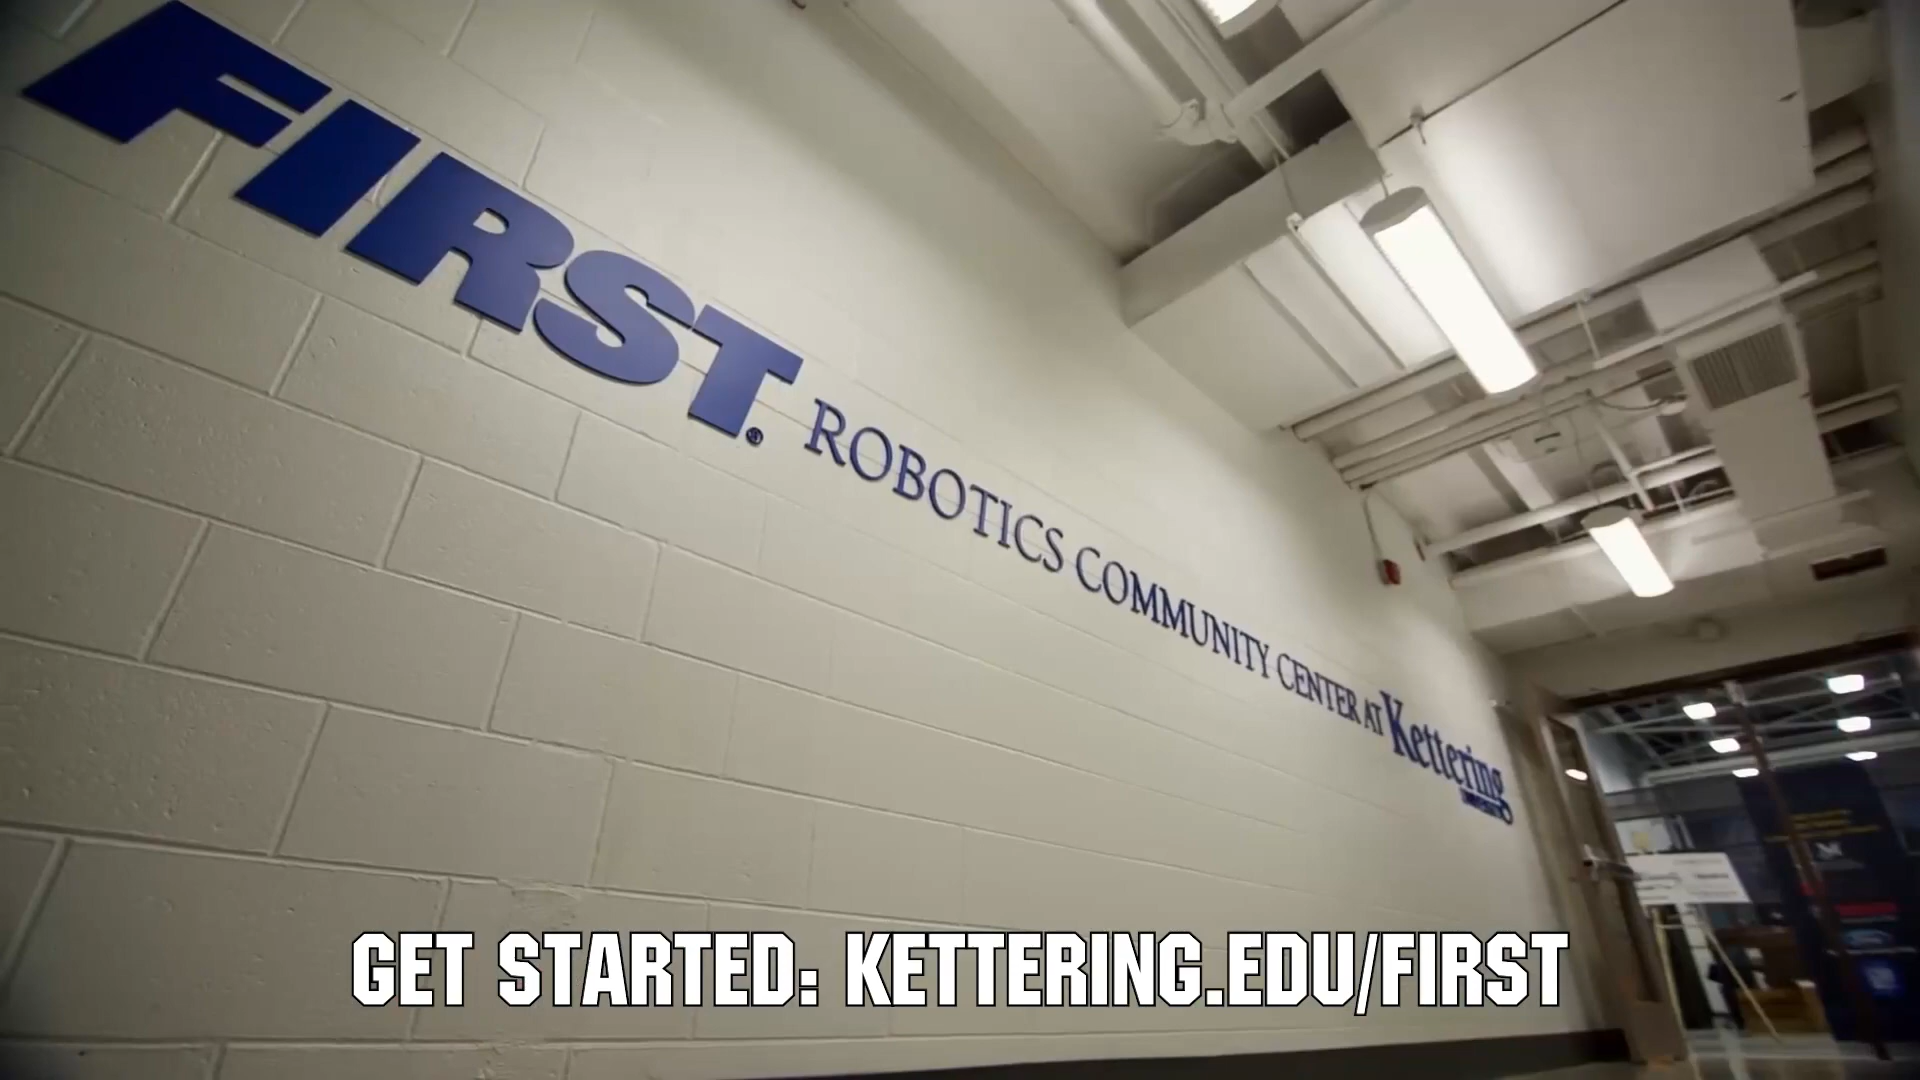 FIRST® ROBOTICS COMMUNITY CENTER AT Kettering
GET STARTED: KETTERING.EDU/FIRST